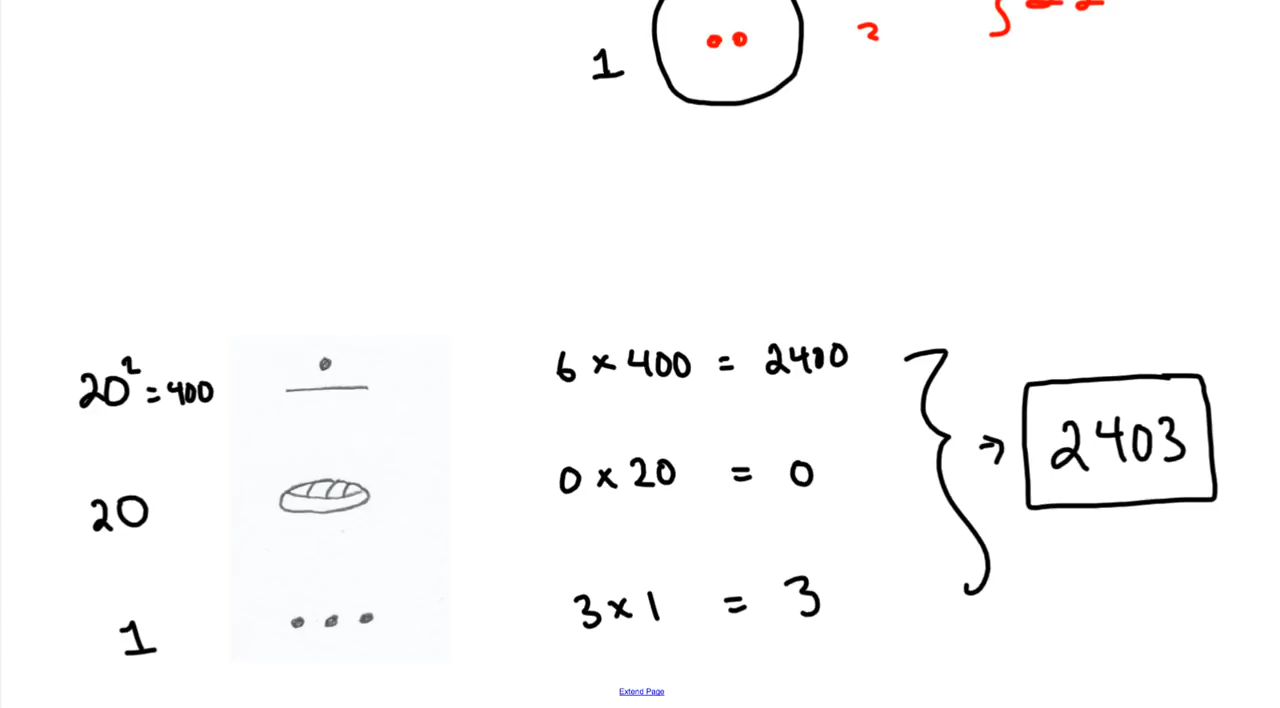 1
2
20² = 400
6 × 400 = 2400
20
0 × 20 = 0
⇒ 2403
1
3 × 1 = 3
Extend Page